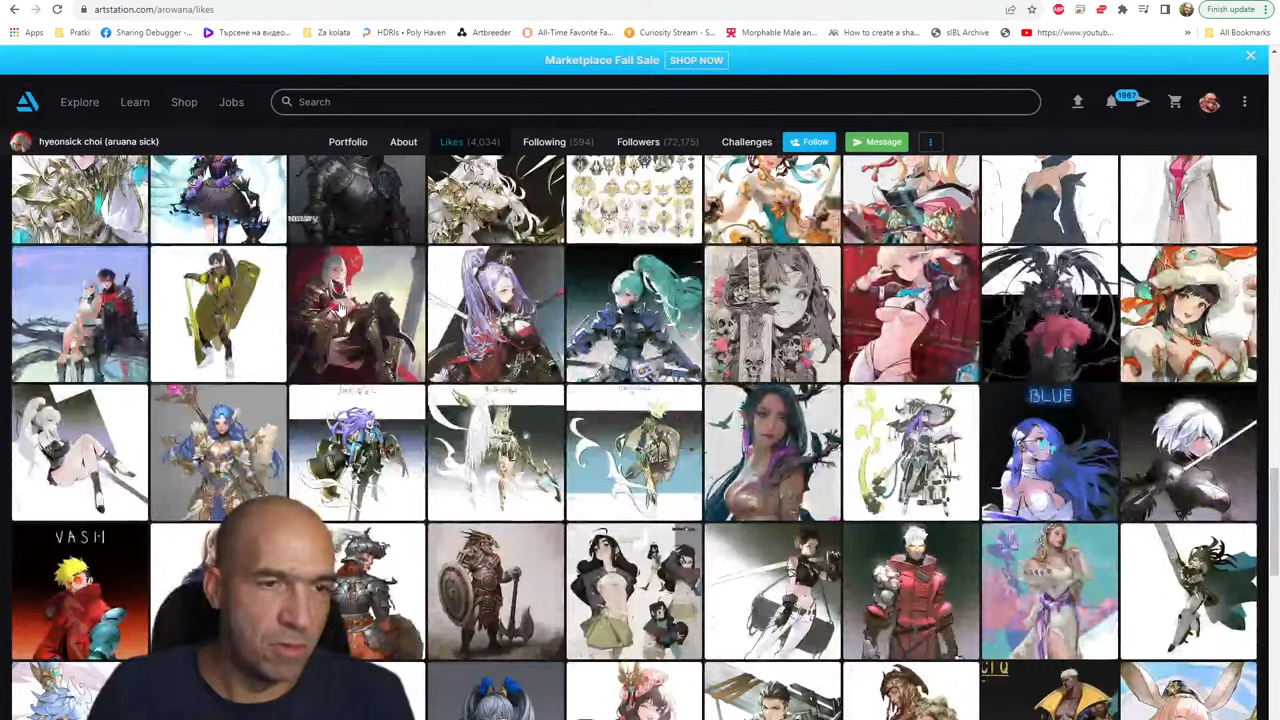 artstation.com/arowana/likes
Finish update
Apps
Pratki
Sharing Debugger -...
Търсене на видео...
Za kolata
HDRIs • Poly Haven
Artbreeder
All-Time Favorite Fa...
Curiosity Stream - S...
Morphable Male an...
How to create a sha...
sIBL Archive
https://www.youtub...
»
All Bookmarks
Marketplace Fall Sale
SHOP NOW
Explore
Learn
Shop
Jobs
Search
1967
hyeonsick choi (aruana sick)
Portfolio
About
Likes (4,034)
Following (594)
Followers (72,175)
Challenges
Follow
Message
BLUE
VASH